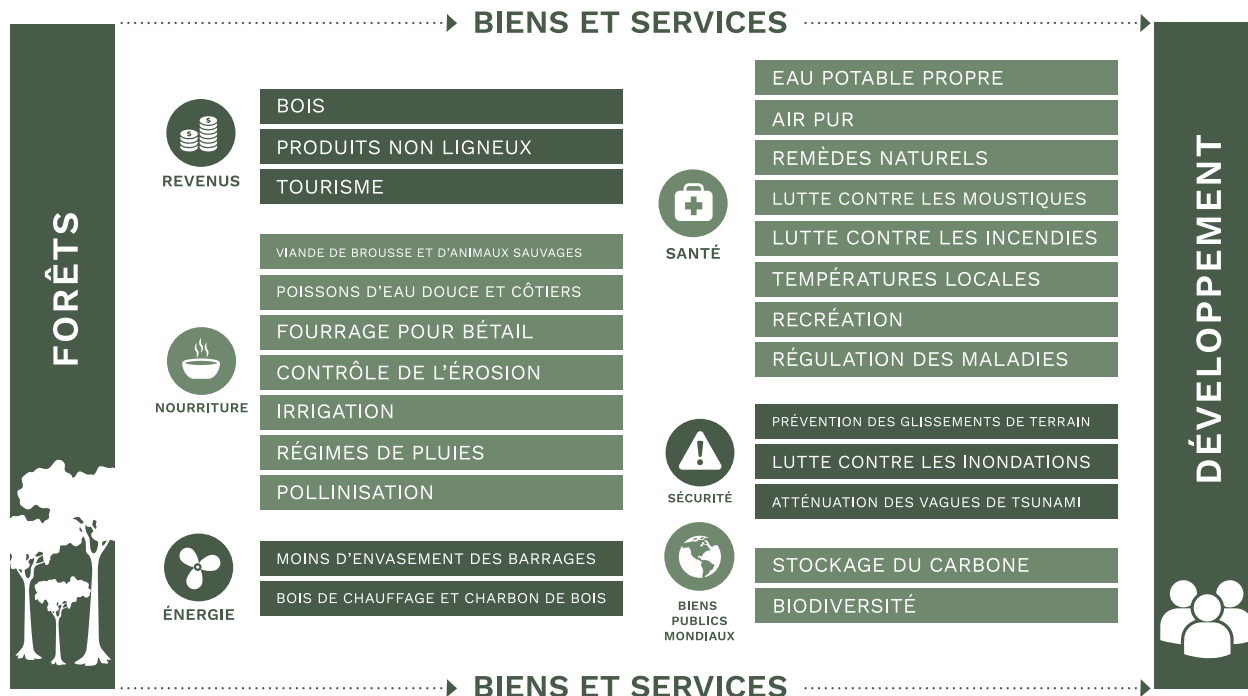 BIENS ET SERVICES
FORÊTS
REVENUS
BOIS
PRODUITS NON LIGNEUX
TOURISME
NOURRITURE
VIANDE DE BROUSSE ET D'ANIMAUX SAUVAGES
POISSONS D'EAU DOUCE ET CÔTIERS
FOURRAGE POUR BÉTAIL
CONTRÔLE DE L'ÉROSION
IRRIGATION
RÉGIMES DE PLUIES
POLLINISATION
ÉNERGIE
MOINS D'ENVASEMENT DES BARRAGES
BOIS DE CHAUFFAGE ET CHARBON DE BOIS
SANTÉ
EAU POTABLE PROPRE
AIR PUR
REMÈDES NATURELS
LUTTE CONTRE LES MOUSTIQUES
LUTTE CONTRE LES INCENDIES
TEMPÉRATURES LOCALES
RECRÉATION
RÉGULATION DES MALADIES
SÉCURITÉ
PRÉVENTION DES GLISSEMENTS DE TERRAIN
LUTTE CONTRE LES INONDATIONS
ATTÉNUATION DES VAGUES DE TSUNAMI
BIENS
PUBLICS
MONDIAUX
STOCKAGE DU CARBONE
BIODIVERSITÉ
DÉVELOPPEMENT
BIENS ET SERVICES